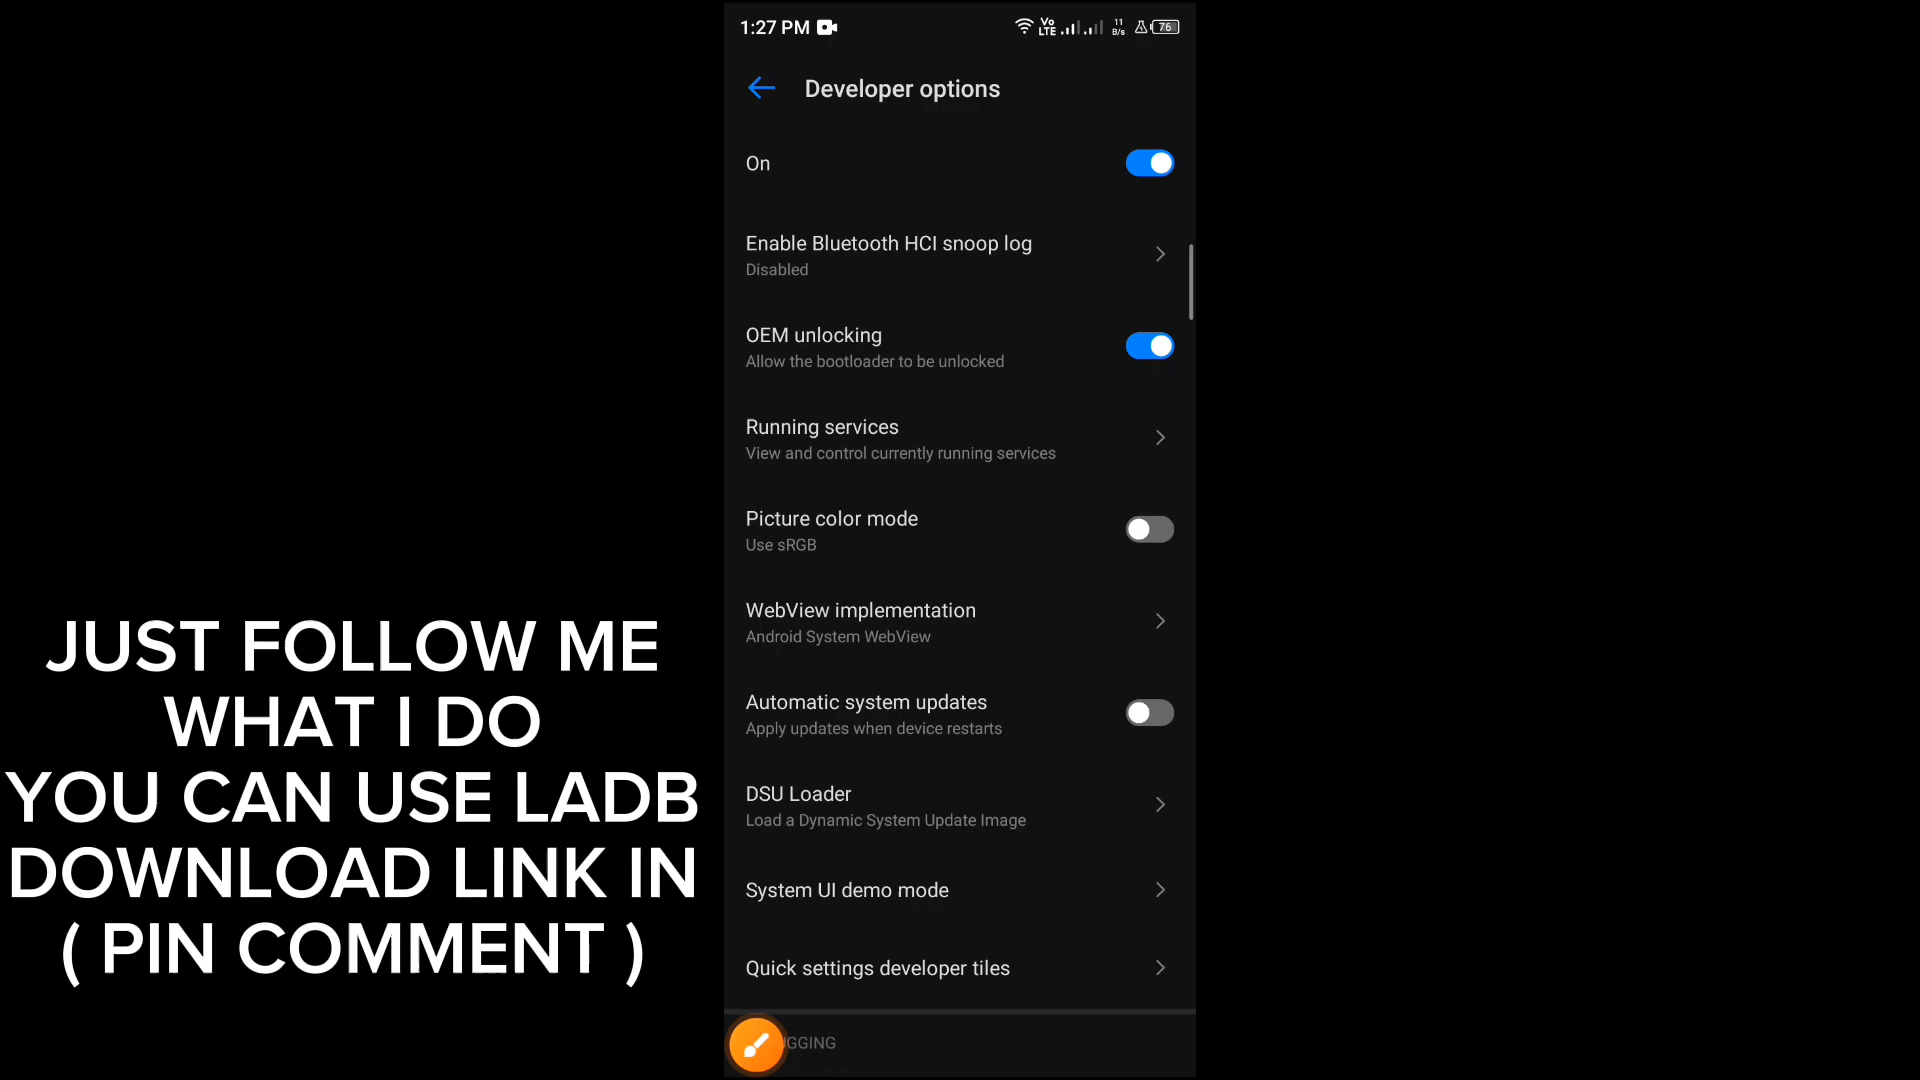 1:27 PM
Vo
LTE
11
B/s
76
Developer options
On
Enable Bluetooth HCI snoop log
Disabled
OEM unlocking
Allow the bootloader to be unlocked
Running services
View and control currently running services
Picture color mode
Use sRGB
WebView implementation
Android System WebView
Automatic system updates
Apply updates when device restarts
DSU Loader
Load a Dynamic System Update Image
System UI demo mode
Quick settings developer tiles
GGING
JUST FOLLOW ME
WHAT I DO
YOU CAN USE LADB
DOWNLOAD LINK IN
( PIN COMMENT )